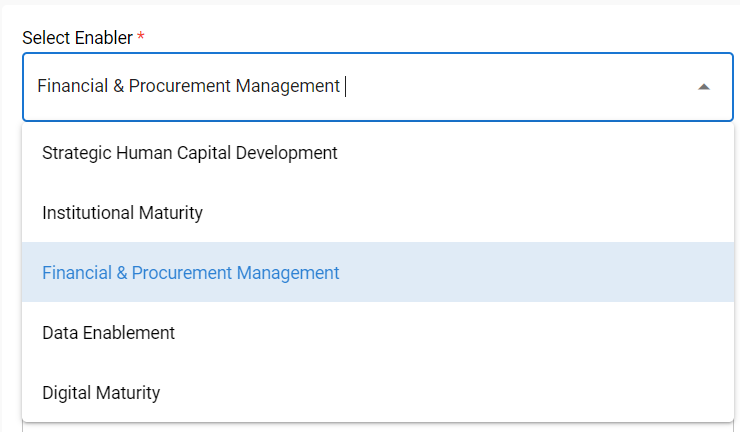 Select Enabler *
Financial & Procurement Management
Strategic Human Capital Development
Institutional Maturity
Financial & Procurement Management
Data Enablement
Digital Maturity